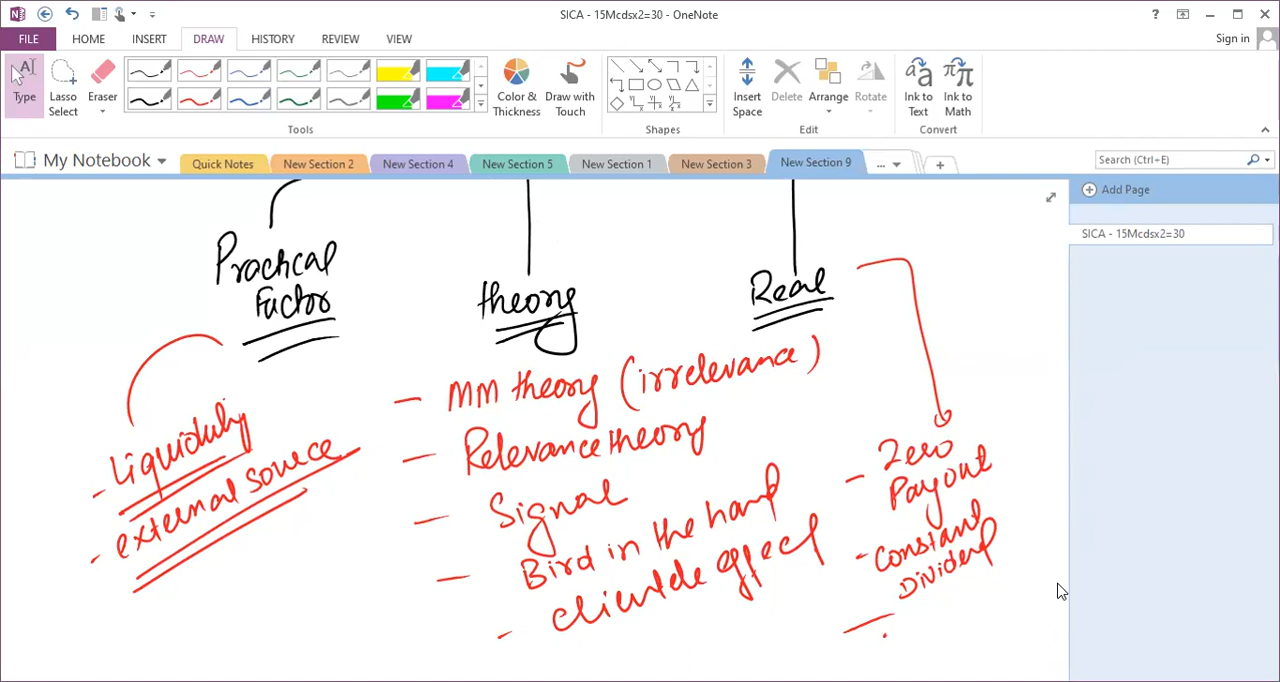 SICA - 15Mcdsx2=30 - OneNote
?
Sign in
FILE HOME INSERT DRAW HISTORY REVIEW VIEW
Type
Lasso Select
Eraser
Color & Thickness
Draw with Touch
Insert Space
Delete
Arrange
Rotate
Ink to Text
Ink to Math
Tools
Shapes
Edit
Convert
My Notebook
Quick Notes
New Section 2
New Section 4
New Section 5
New Section 1
New Section 3
New Section 9
...
Search (Ctrl+E)
Add Page
SICA - 15Mcdsx2=30
Practical
Factor
theory
Real
- Liquidity
- external source
- MM theory (irrelevance)
- Relevance theory
- Signal
- Bird in the hand
- clientele effect
- Zero
Payout
- Constant
Dividend